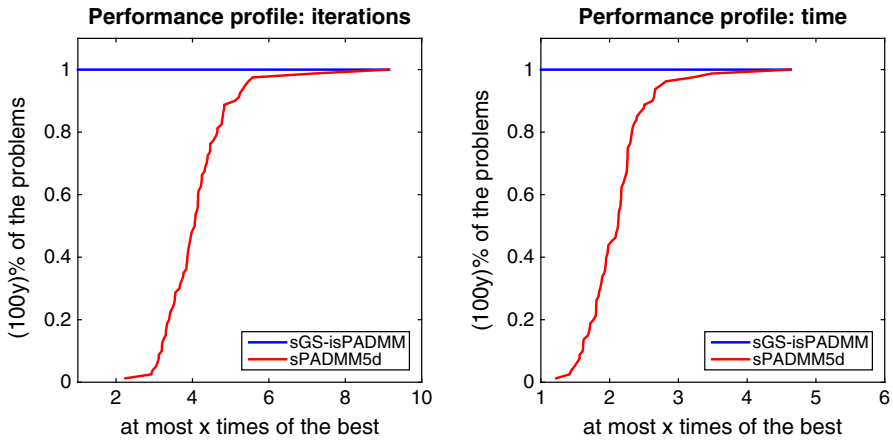 Performance profile: iterations
(100y)% of the problems
1
0.8
0.6
0.4
0.2
0
2
4
6
8
10
sGS-isPADMM
sPADMM5d
at most x times of the best
Performance profile: time
(100y)% of the problems
1
0.8
0.6
0.4
0.2
0
1
2
3
4
5
6
sGS-isPADMM
sPADMM5d
at most x times of the best